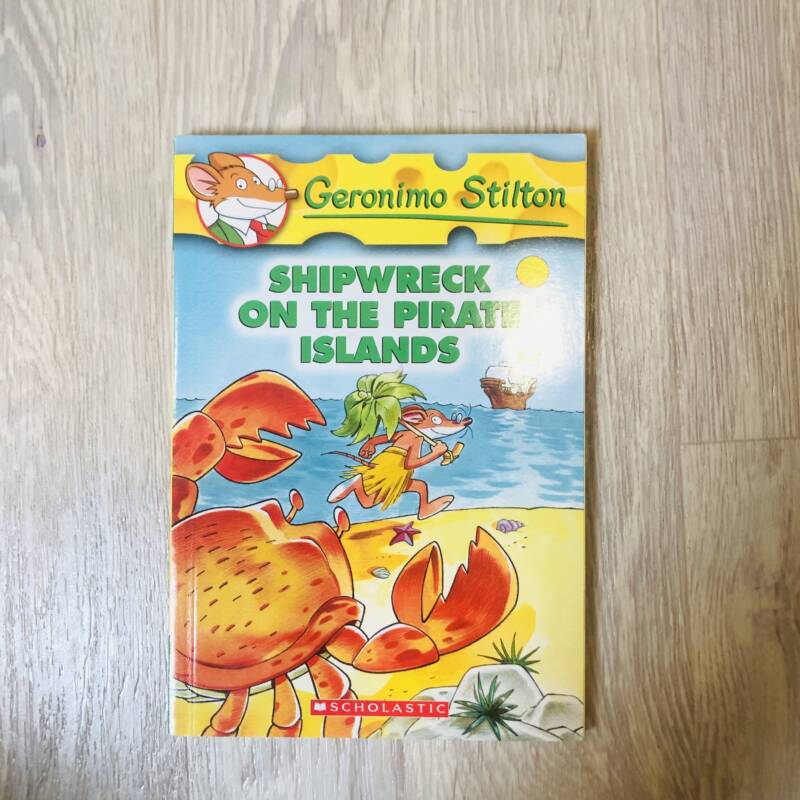 Geronimo Stilton
SHIPWRECK
ON THE PIRATE
ISLANDS
SCHOLASTIC